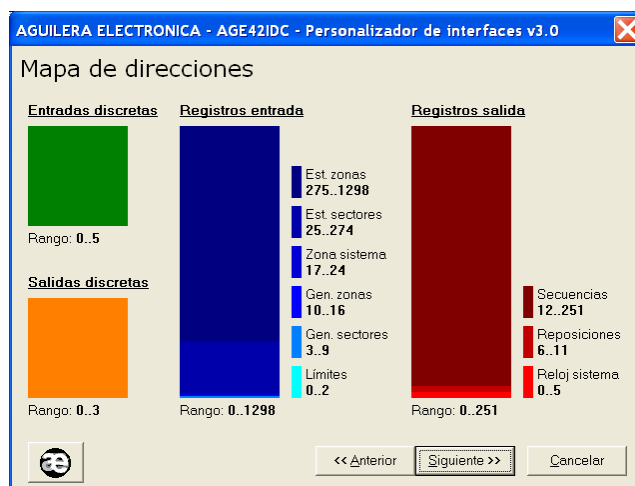 AGUILERA ELECTRONICA - AGE42IDC - Personalizador de interfaces v3.0
Mapa de direcciones
Entradas discretas
Rango: 0..5
Salidas discretas
Rango: 0..3
Registros entrada
Est. zonas
275..1298
Est. sectores
25..274
Zona sistema
17..24
Gen. zonas
10..16
Gen. sectores
3..9
Límites
0..2
Rango: 0..1298
Registros salida
Secuencias
12..251
Reposiciones
6..11
Reloj sistema
0..5
Rango: 0..251
æ
<< Anterior
Siguiente >>
Cancelar